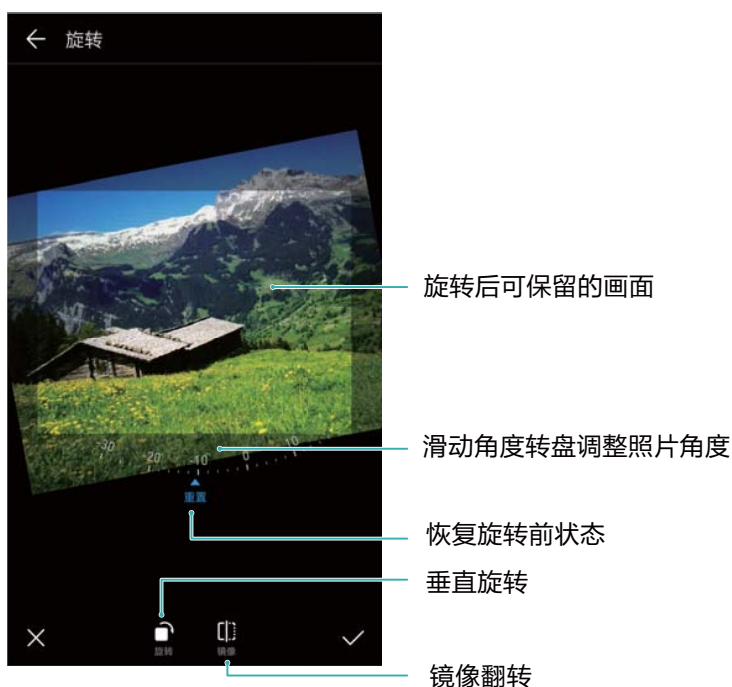 旋转
旋转后可保留的画面
-30
-20
-10
0
10
滑动角度转盘调整照片角度
重置
恢复旋转前状态
垂直旋转
旋转
镜像
镜像翻转